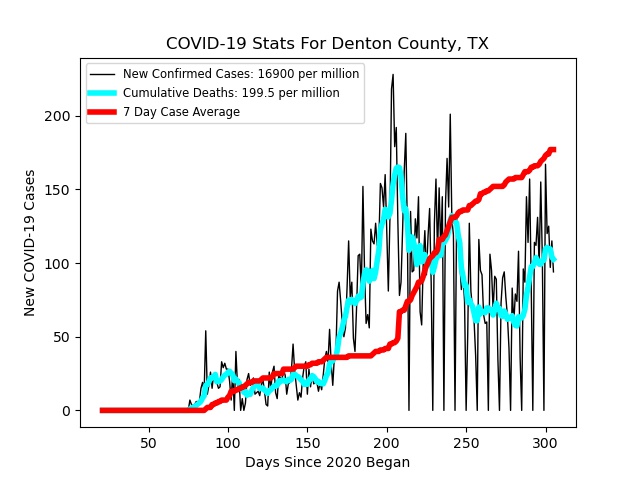 COVID-19 Stats For Denton County, TX
New Confirmed Cases: 16900 per million
Cumulative Deaths: 199.5 per million
7 Day Case Average
New COVID-19 Cases
200
150
100
50
0
50 100 150 200 250 300
Days Since 2020 Began